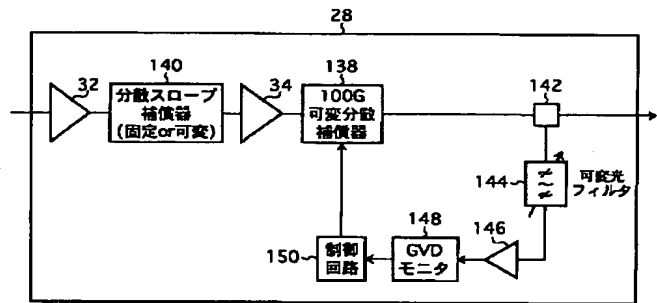 28
32
140
分散スロープ
補償器
(固定or可変)
34
138
100G
可変分散
補償器
142
144
可変光
フィルタ
146
148
GVD
モニタ
150
制御
回路